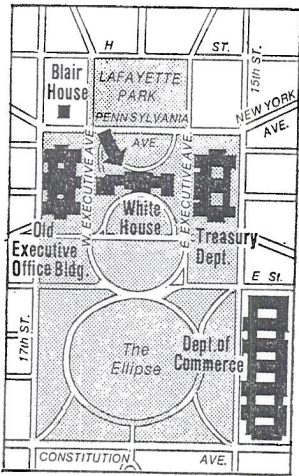 H ST.
15th ST.
Blair
House
LAFAYETTE
PARK
PENNSYLVANIA
AVE.
NEW YORK
AVE.
W. EXECUTIVE AVE.
E. EXECUTIVE AVE.
White
House
Old
Executive
Office Bldg.
Treasury
Dept.
E St.
17th ST.
The
Ellipse
Dept. of
Commerce
CONSTITUTION AVE.